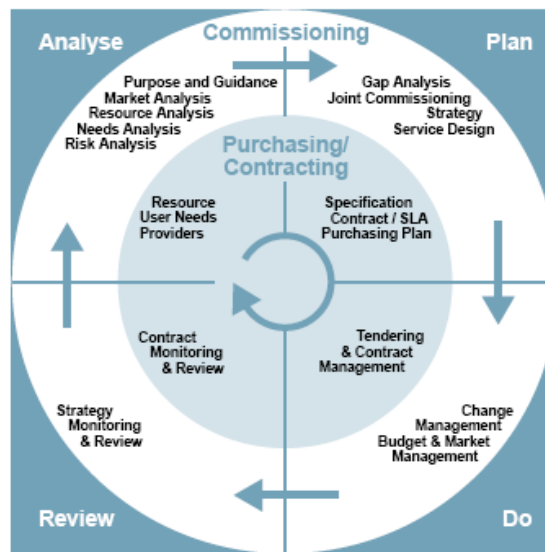 Analyse
Commissioning
Plan
Purpose and Guidance
Market Analysis
Resource Analysis
Needs Analysis
Risk Analysis
Gap Analysis
Joint Commissioning
Strategy
Service Design
Purchasing/
Contracting
Resource
User Needs
Providers
Specification
Contract / SLA
Purchasing Plan
Contract
Monitoring
& Review
Tendering
& Contract
Management
Strategy
Monitoring
& Review
Change
Management
Budget & Market
Management
Review
Do